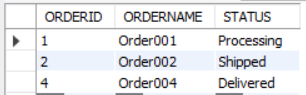 ORDERID ORDERNAME STATUS
1 Order001 Processing
2 Order002 Shipped
4 Order004 Delivered